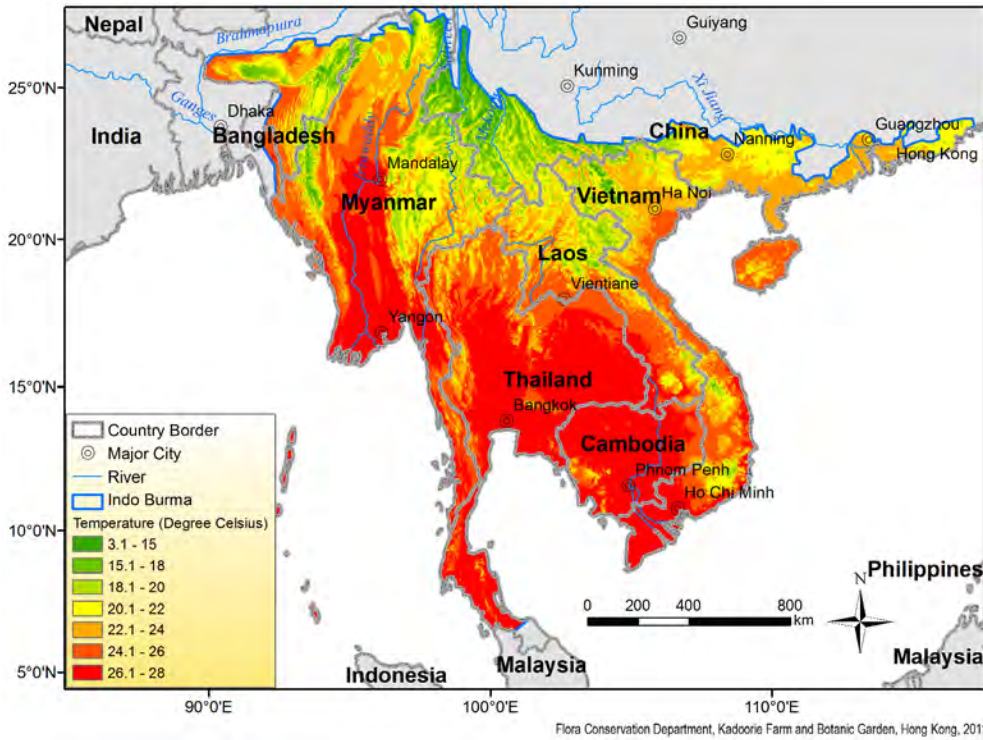 Nepal
Brahmapuira
Guiyang
Kunming
25°0'N
Xi Jiang
Ganges
Dhaka
India
Bangladesh
China
Nanning
Guangzhou
Hong Kong
Mekong
Irrawaddy
Mandalay
Myanmar
Vietnam
Ha Noi
20°0'N
Laos
Vientiane
Yangon
15°0'N
Thailand
Bangkok
Cambodia
Phnom Penh
Ho Chi Minh
10°0'N
5°0'N
Country Border
Major City
River
Indo Burma
Temperature (Degree Celsius)
3.1 - 15
15.1 - 18
18.1 - 20
20.1 - 22
22.1 - 24
24.1 - 26
26.1 - 28
N
Philippines
0 200 400 800
km
Indonesia
Malaysia
Malaysia
90°0'E
100°0'E
110°0'E
Flora Conservation Department, Kadoorie Farm and Botanic Garden, Hong Kong, 201